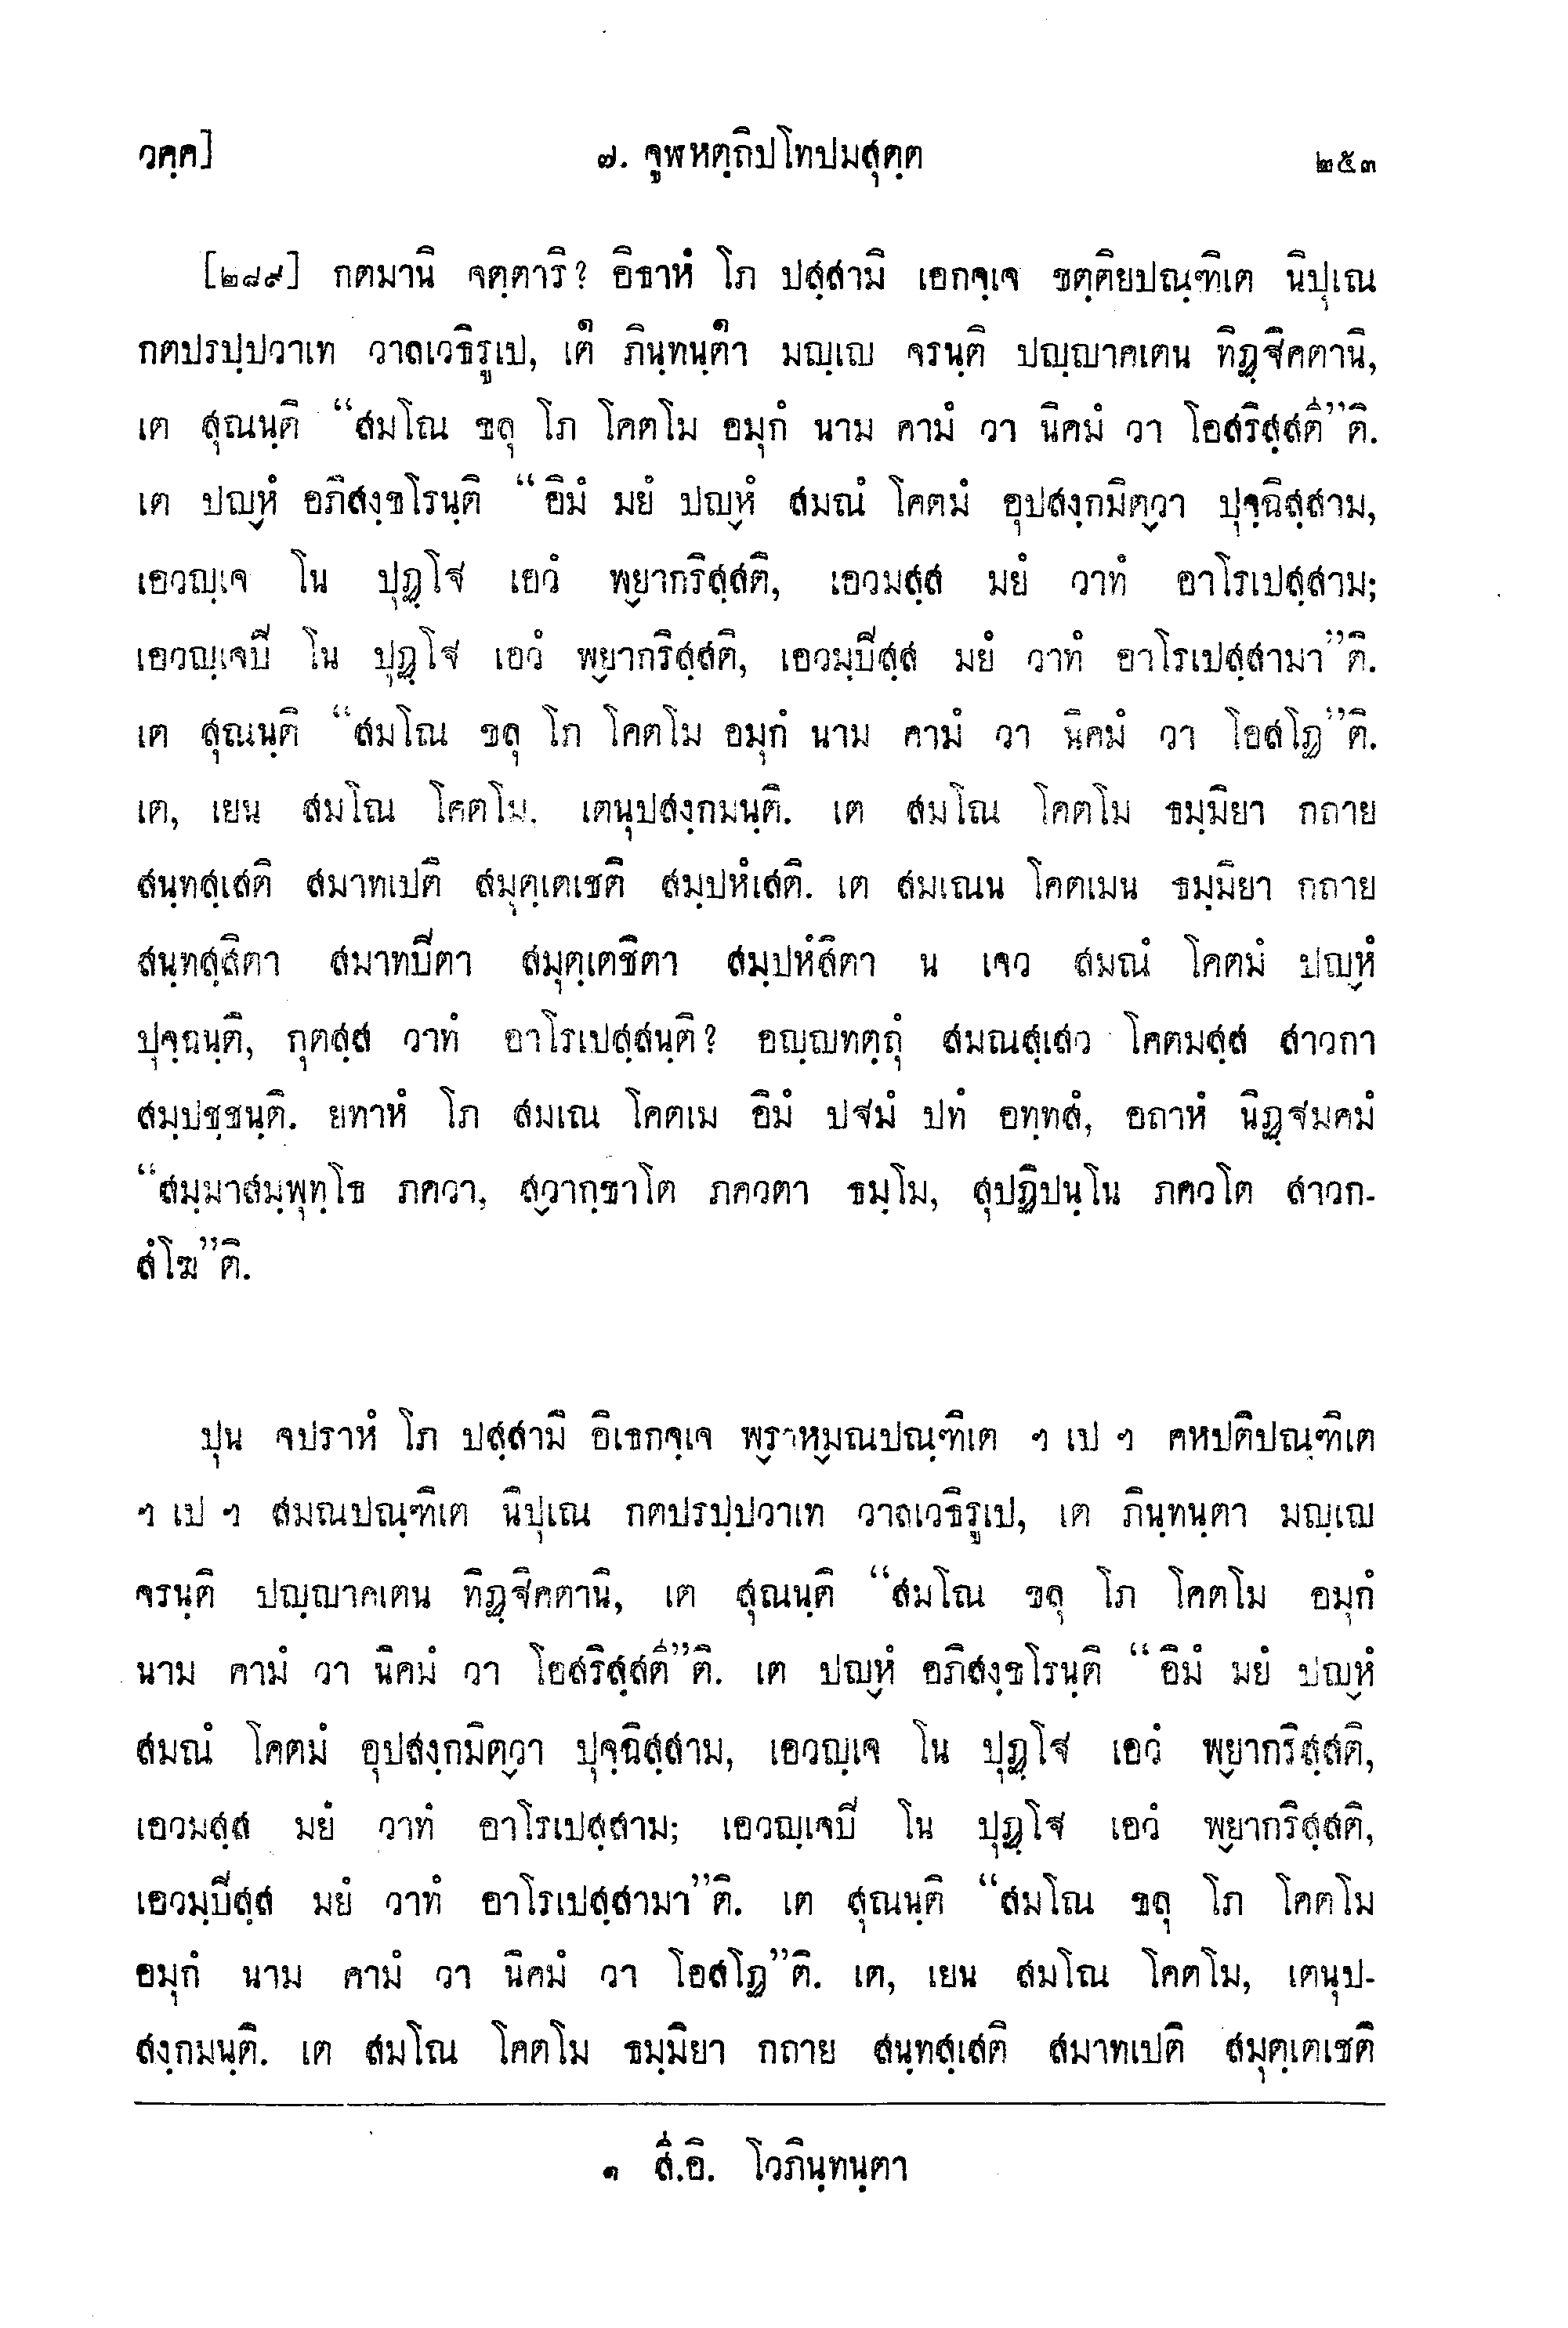 วคฺค] ๗. จูฬหตฺถิปโทปมสุตฺต ๒๕๓
[๒๘๙] กตมานิ จตฺตาริ? อิธาหํ โภ ปสฺสามิ เอกจฺเจ ขตฺติยปณฺฑิเต นิปุเณ
กตปรปฺปวาเท วาลเวธิรูเป, เต๑ ภินฺทนฺตา๑ มญฺเญ จรนฺติ ปญฺญาคเตน ทิฏฺฐิคตานิ,
เต สุณนฺติ “สมโณ ขลุ โภ โคตโม อมุกํ นาม คามํ วา นิคมํ วา โอสริสฺสตี”ติ.
เต ปญฺหํ อภิสงฺขโรนฺติ “อิมํ มยํ ปญฺหํ สมณํ โคตมํ อุปสงฺกมิตฺวา ปุจฺฉิสฺสาม,
เอวญฺเจ โน ปุฏฺโฐ เอวํ พฺยากริสฺสติ, เอวมสฺส มยํ วาทํ อาโรเปสฺสาม;
เอวญฺเจปี โน ปุฏฺโฐ เอวํ พฺยากริสฺสติ, เอวมฺปีสฺส มยํ วาทํ อาโรเปสฺสามา”ติ.
เต สุณนฺติ “สมโณ ขลุ โภ โคตโม อมุกํ นาม คามํ วา นิคมํ วา โอสโฏ”ติ.
เต, เยน สมโณ โคตโม, เตนุปสงฺกมนฺติ. เต สมโณ โคตโม ธมฺมิยา กถาย
สนฺทสฺเสติ สมาทเปติ สมุตฺเตเชติ สมฺปหํเสติ. เต สมเณน โคตเมน ธมฺมิยา กถาย
สนฺทสฺสิตา สมาทปีตา สมุตฺเตชิตา สมฺปหํสิตา น เจว สมณํ โคตมํ ปญฺหํ
ปุจฺฉนฺติ, กุตสฺส วาทํ อาโรเปสฺสนฺติ? อญฺญทตฺถุํ สมณสฺเสว โคตมสฺส สาวกา
สมฺปชฺชนฺติ. ยทาหํ โภ สมเณ โคตเม อิมํ ปฐมํ ปทํ อทฺทสํ, อถาหํ นิฏฺฐมคมํ
“สมฺมาสมฺพุทฺโธ ภควา, สฺวากฺขาโต ภควตา ธมฺโม, สุปฏิปนฺโน ภควโต สาวก-
สํโฆ”ติ.
ปุน จปราหํ โภ ปสฺสามิ อิเธกจฺเจ พฺราหฺมณปณฺฑิเต ฯ เป ฯ คหปติปณฺฑิเต
ฯ เป ฯ สมณปณฺฑิเต นิปุเณ กตปรปฺปวาเท วาลเวธิรูเป, เต ภินฺทนฺตา มญฺเญ
จรนฺติ ปญฺญาคเตน ทิฏฺฐิคตานิ, เต สุณนฺติ “สมโณ ขลุ โภ โคตโม อมุกํ
นาม คามํ วา นิคมํ วา โอสริสฺสตี”ติ. เต ปญฺหํ อภิสงฺขโรนฺติ “อิมํ มยํ ปญฺหํ
สมณํ โคตมํ อุปสงฺกมิตฺวา ปุจฺฉิสฺสาม, เอวญฺเจ โน ปุฏฺโฐ เอวํ พฺยากริสฺสติ,
เอวมสฺส มยํ วาทํ อาโรเปสฺสาม; เอวญฺเจปี โน ปุฏฺโฐ เอวํ พฺยากริสฺสติ,
เอวมฺปีสฺส มยํ วาทํ อาโรเปสฺสามา”ติ. เต สุณนฺติ “สมโณ ขลุ โภ โคตโม
อมุกํ นาม คามํ วา นิคมํ วา โอสโฏ”ติ. เต, เยน สมโณ โคตโม, เตนุป-
สงฺกมนฺติ. เต สมโณ โคตโม ธมฺมิยา กถาย สนฺทสฺเสติ สมาทเปติ สมุตฺเตเชติ
๑ สี.อิ. โวภินฺทนฺตา